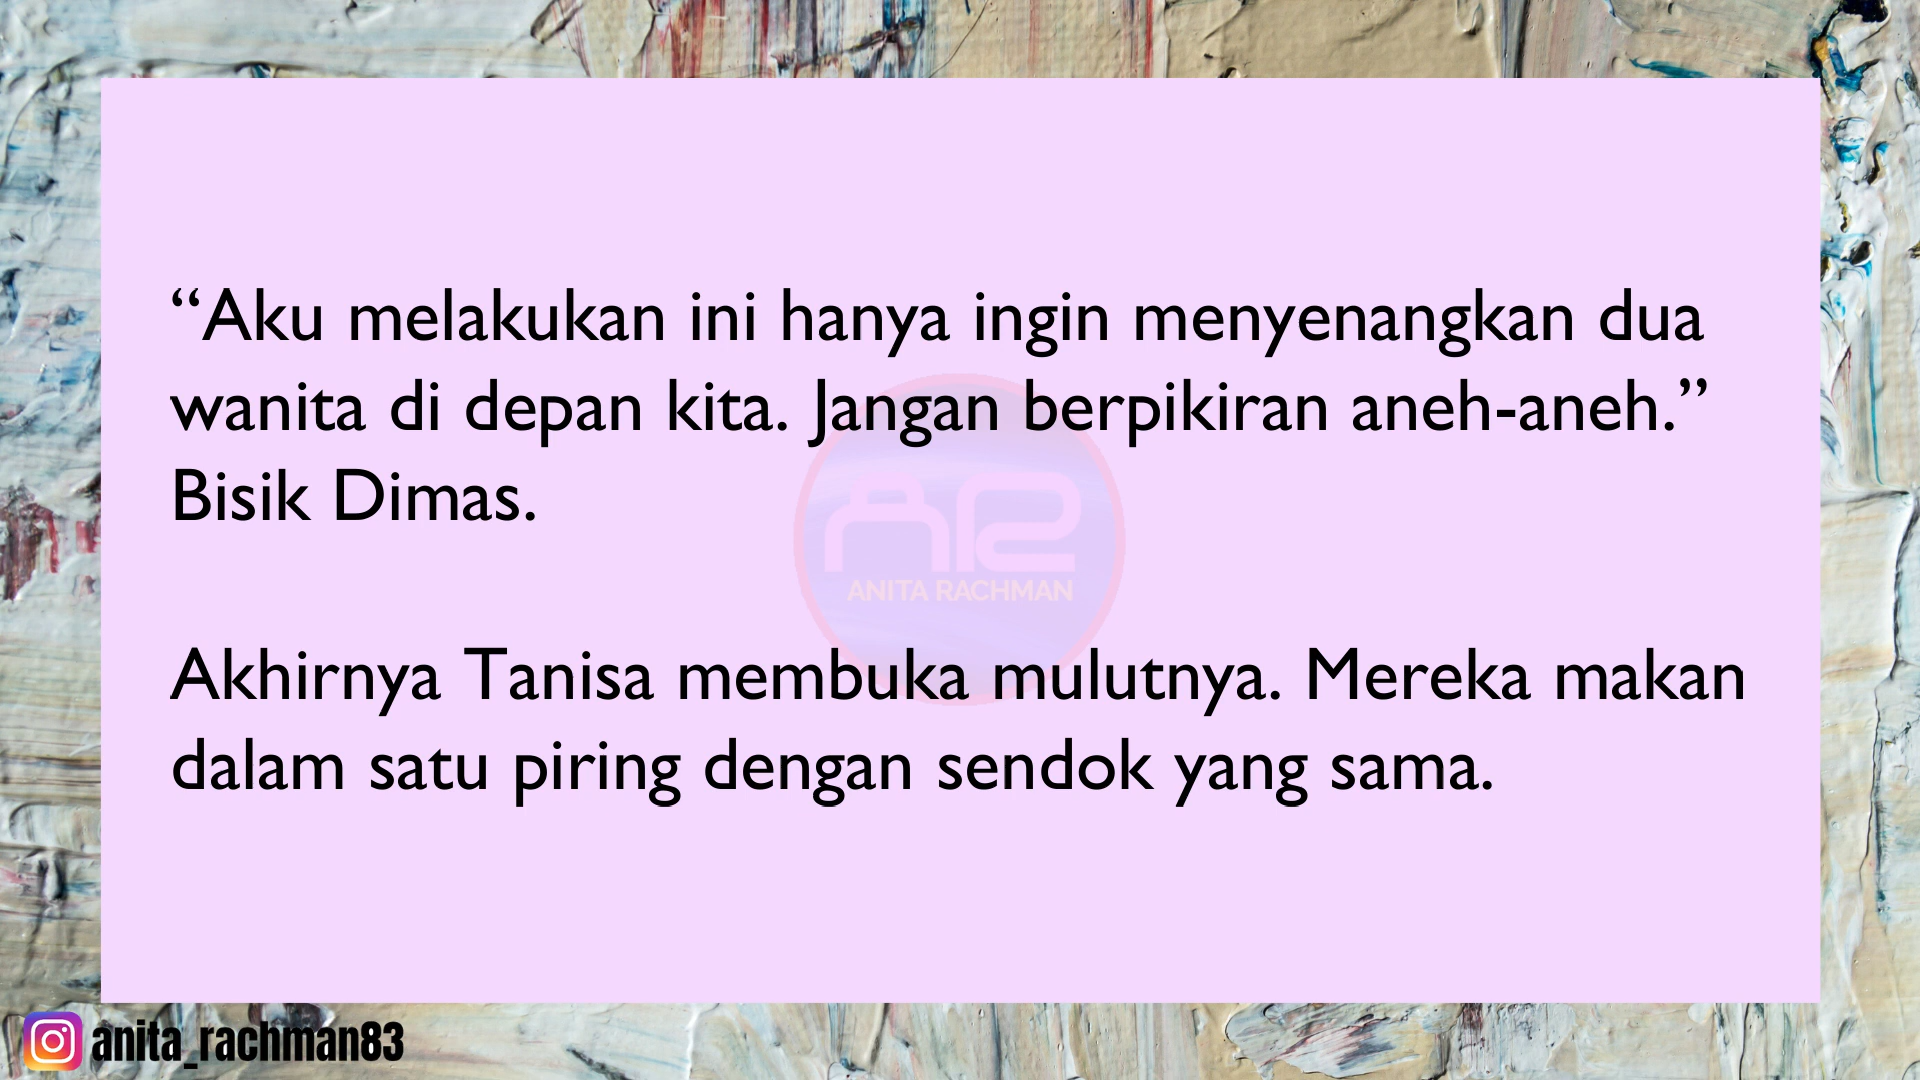 “Aku melakukan ini hanya ingin menyenangkan dua
wanita di depan kita. Jangan berpikiran aneh-aneh.”
Bisik Dimas.
AR
ANITA RACHMAN
Akhirnya Tanisa membuka mulutnya. Mereka makan
dalam satu piring dengan sendok yang sama.
anita_rachman83